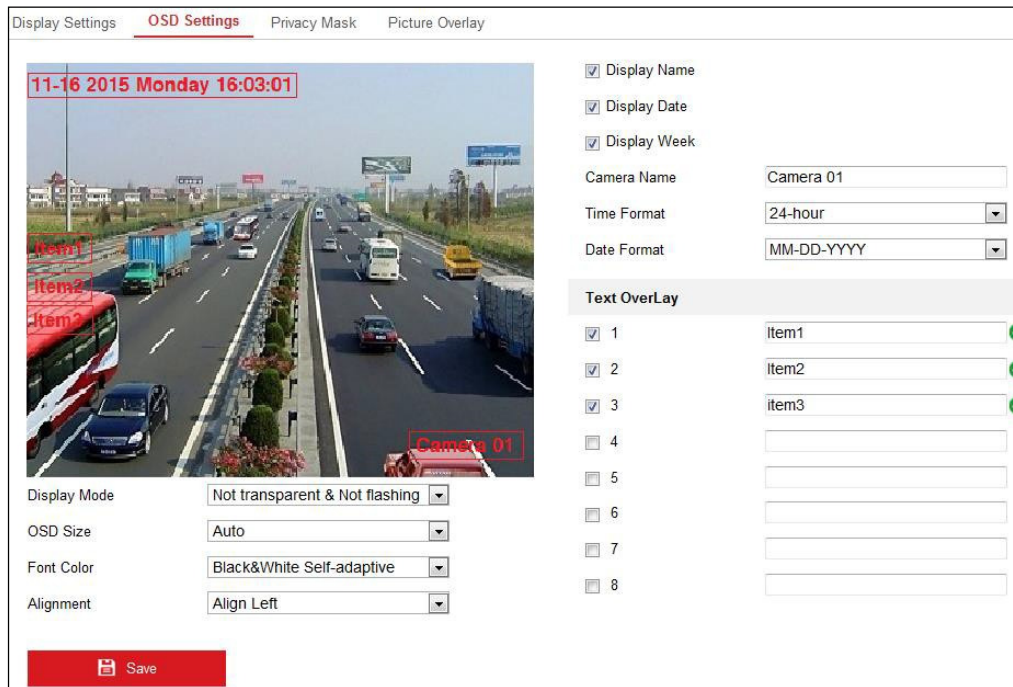 Display Settings OSD Settings Privacy Mask Picture Overlay
11-16 2015 Monday 16:03:01
Item1
Item2
Item3
Camera 01
Display Mode Not transparent & Not flashing
OSD Size Auto
Font Color Black&White Self-adaptive
Alignment Align Left
Save
Display Name
Display Date
Display Week
Camera Name Camera 01
Time Format 24-hour
Date Format MM-DD-YYYY
Text OverLay
1 Item1
2 Item2
3 item3
4
5
6
7
8